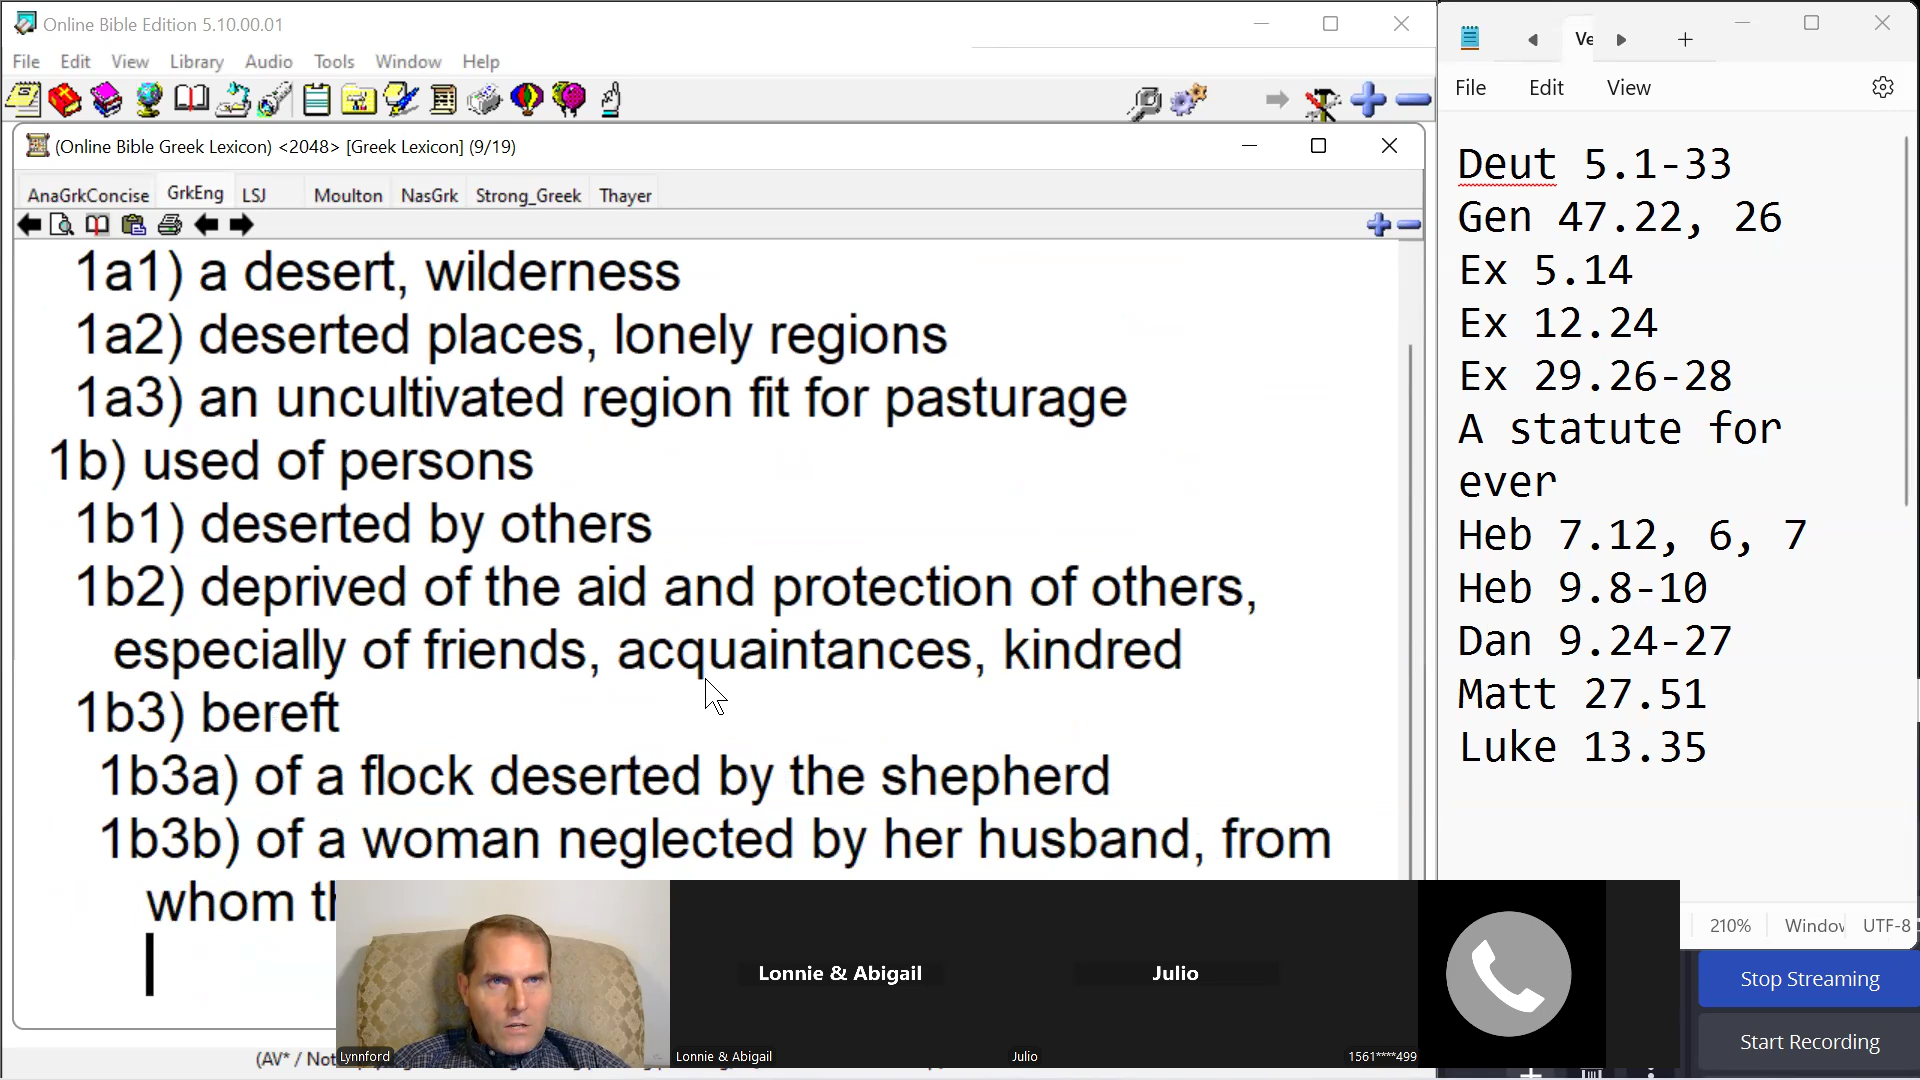 Online Bible Edition 5.10.00.01
File Edit View Library Audio Tools Window Help
(Online Bible Greek Lexicon) <2048> [Greek Lexicon] (9/19)
AnaGrkConcise GrkEng LSJ Moulton NasGrk Strong_Greek Thayer
1a1) a desert, wilderness
1a2) deserted places, lonely regions
1a3) an uncultivated region fit for pasturage
1b) used of persons
1b1) deserted by others
1b2) deprived of the aid and protection of others,
especially of friends, acquaintances, kindred
1b3) bereft
1b3a) of a flock deserted by the shepherd
1b3b) of a woman neglected by her husband, from
whom
(AV* / Not
Ve
File Edit View
Deut 5.1-33
Gen 47.22, 26
Ex 5.14
Ex 12.24
Ex 29.26-28
A statute for
ever
Heb 7.12, 6, 7
Heb 9.8-10
Dan 9.24-27
Matt 27.51
Luke 13.35
210% Window UTF-8
Lonnie & Abigail
Julio
Lynnford
Lonnie & Abigail
Julio
1561****499
Stop Streaming
Start Recording